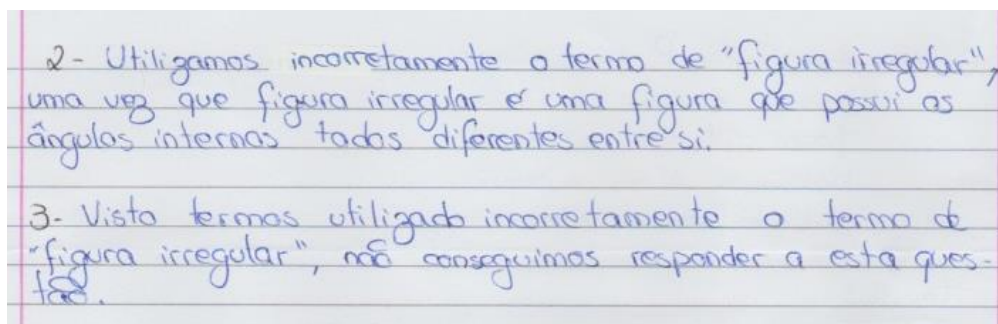 2- Utilizamos incorretamente o termo de "figura irregular",
uma vez que figura irregular é uma figura que possui os
ângulos internos todos diferentes entre si.
3- Visto termos utilizado incorretamente o termo de
"figura irregular", não conseguimos responder a esta ques-
tão.